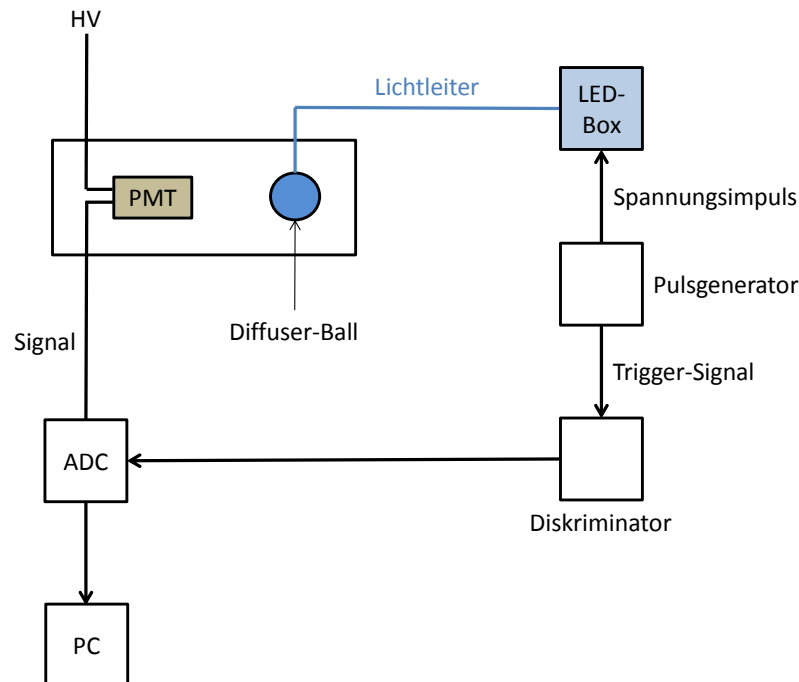 HV
Lichtleiter
LED-
Box
PMT
Spannungsimpuls
Pulsgenerator
Diffuser-Ball
Signal
Trigger-Signal
ADC
Diskriminator
PC